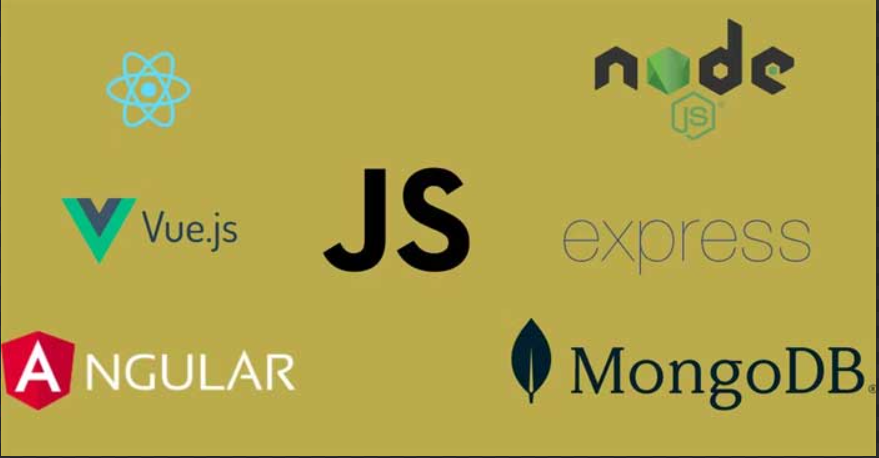 node
JS
Vue.js
JS
express
ANGULAR
MongoDB®